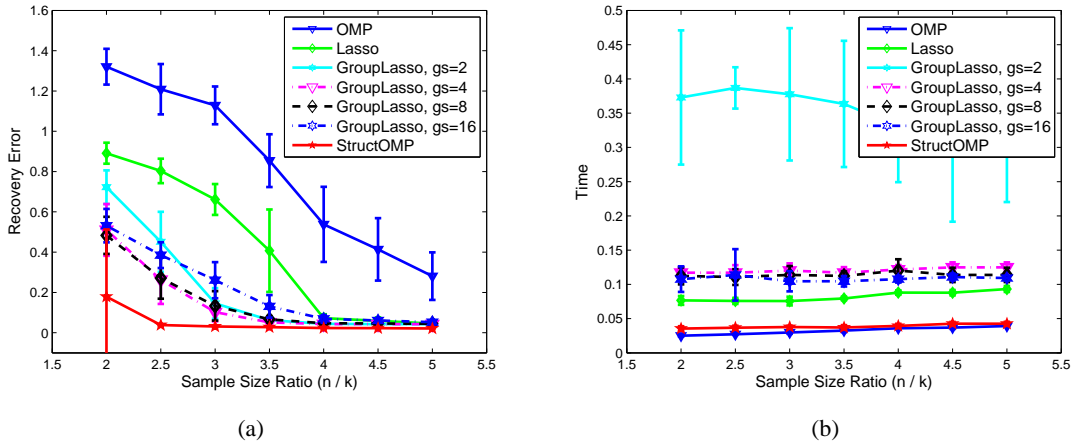 1.6
1.4
1.2
1
0.8
0.6
0.4
0.2
0
Recovery Error
1.5
2
2.5
3
3.5
4
4.5
5
5.5
Sample Size Ratio (n / k)
OMP
Lasso
GroupLasso, gs=2
GroupLasso, gs=4
GroupLasso, gs=8
GroupLasso, gs=16
StructOMP
(a)
0.5
0.45
0.4
0.35
0.3
0.25
0.2
0.15
0.1
0.05
0
Time
1.5
2
2.5
3
3.5
4
4.5
5
5.5
Sample Size Ratio (n / k)
OMP
Lasso
GroupLasso, gs=2
GroupLasso, gs=4
GroupLasso, gs=8
GroupLasso, gs=16
StructOMP
(b)